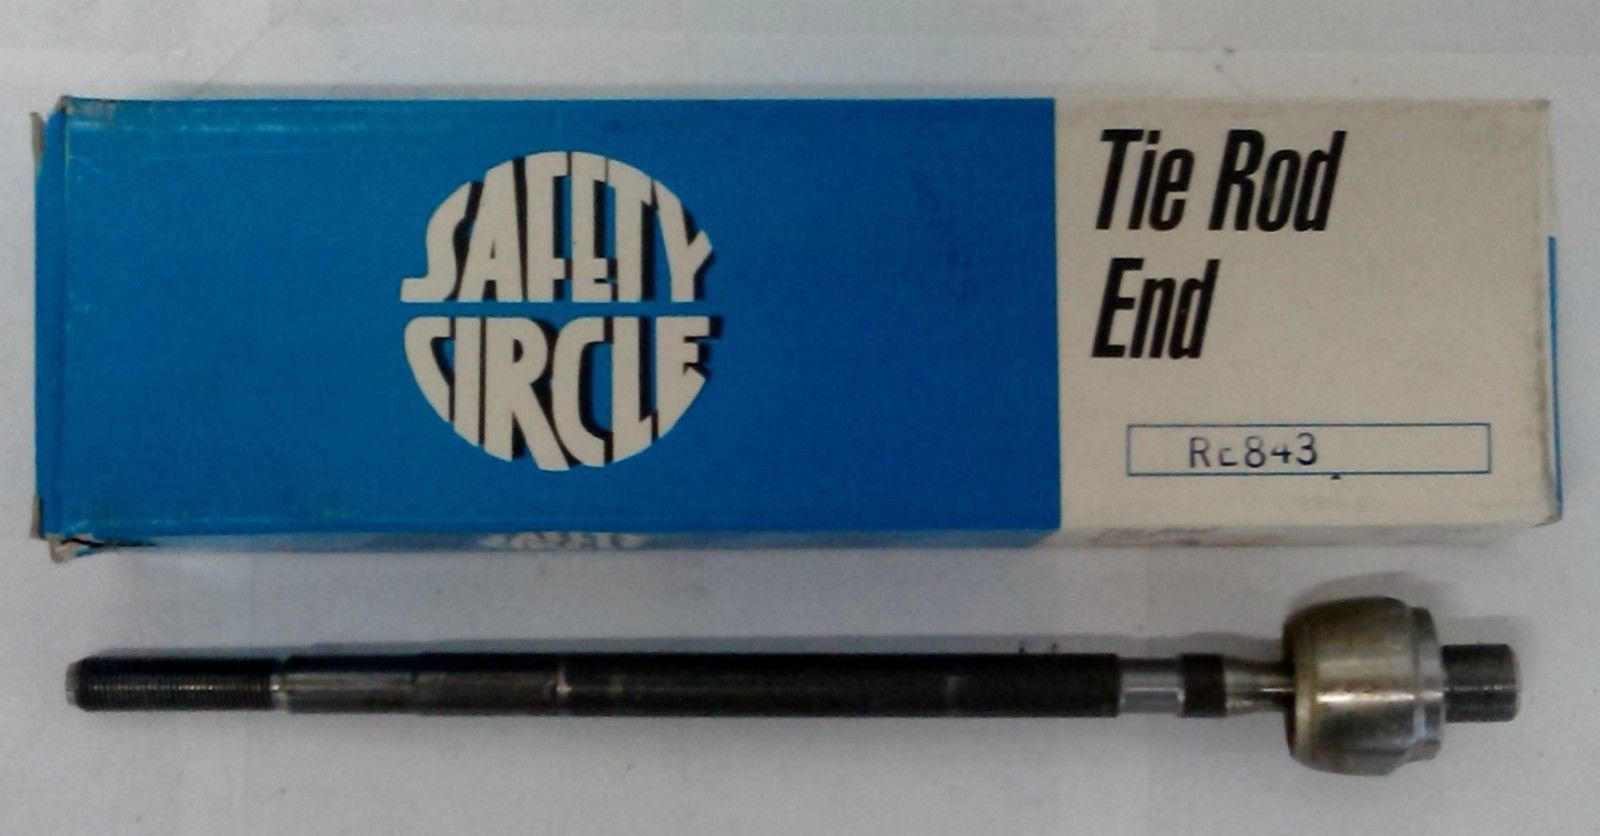 SAFETY
CIRCLE
Tie Rod
End
Rc843